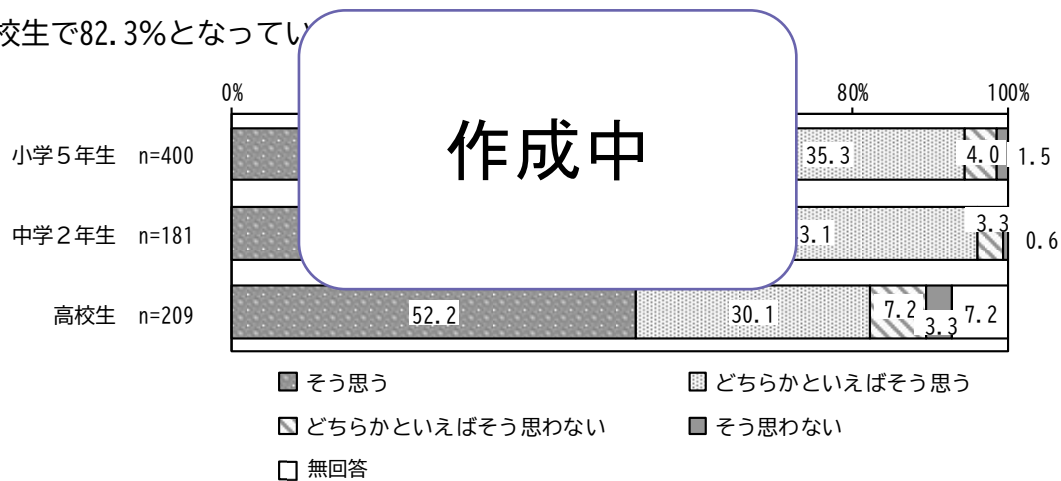 校生で82.3%となってい
作成中
0% 80% 100%
小学５年生 n=400 35.3 4.0 1.5
中学２年生 n=181 3.1 3.3 0.6
高校生 n=209 52.2 30.1 7.2 3.3 7.2
そう思う どちらかといえばそう思う
どちらかといえばそう思わない そう思わない
無回答